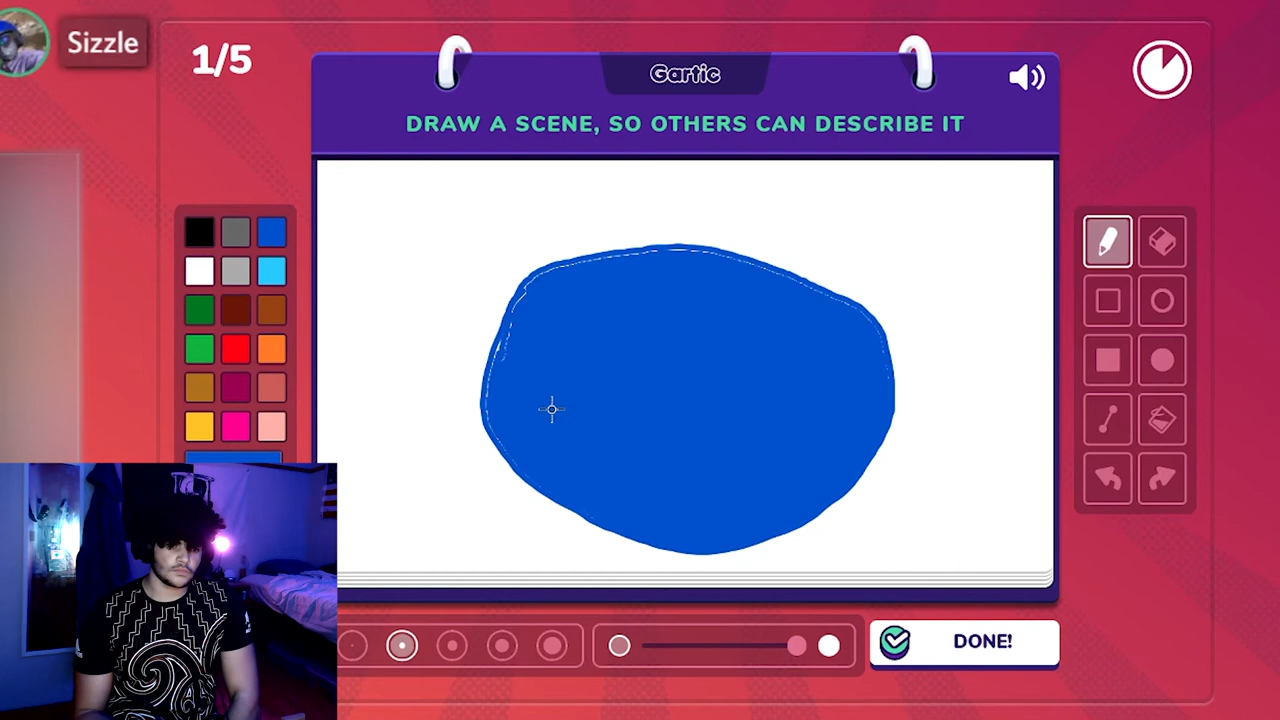 Sizzle
1/5
Gartic
DRAW A SCENE, SO OTHERS CAN DESCRIBE IT
DONE!